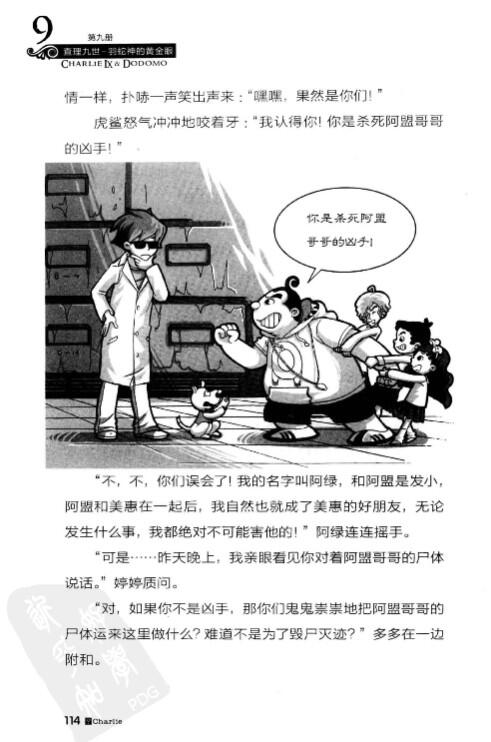 9
第九册
查理九世-羽蛇神的黄金眼
CHARLIE IX & DODOMO
情一样，扑哧一声笑出声来：“嘿嘿，果然是你们！”
虎鲨怒气冲冲地咬着牙：“我认得你！你是杀死阿盟哥哥
的凶手！”
你是杀死阿盟
哥哥的凶手！
“不，不，你们误会了！我的名字叫阿绿，和阿盟是发小，
阿盟和美惠在一起后，我自然也就成了美惠的好朋友，无论
发生什么事，我都绝对不可能害他的！”阿绿连连摇手。
“可是……昨天晚上，我亲眼看见你对着阿盟哥哥的尸体
说话。”婷婷质问。
“对，如果你不是凶手，那你们鬼鬼崇崇地把阿盟哥哥的
尸体运来这里做什么？难道不是为了毁尸灭迹？”多多在一边
附和。
PDG
114 Charlie